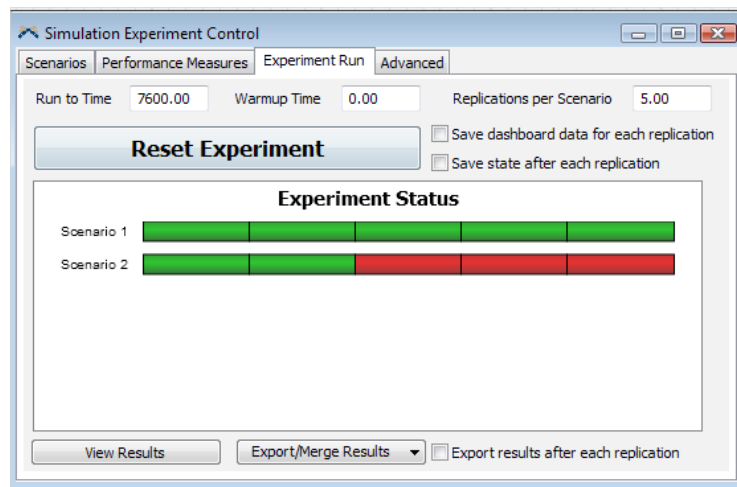 Simulation Experiment Control
Scenarios Performance Measures Experiment Run Advanced
Run to Time 7600.00 Warmup Time 0.00 Replications per Scenario 5.00
Reset Experiment
Save dashboard data for each replication
Save state after each replication
Experiment Status
Scenario 1
Scenario 2
View Results Export/Merge Results Export results after each replication